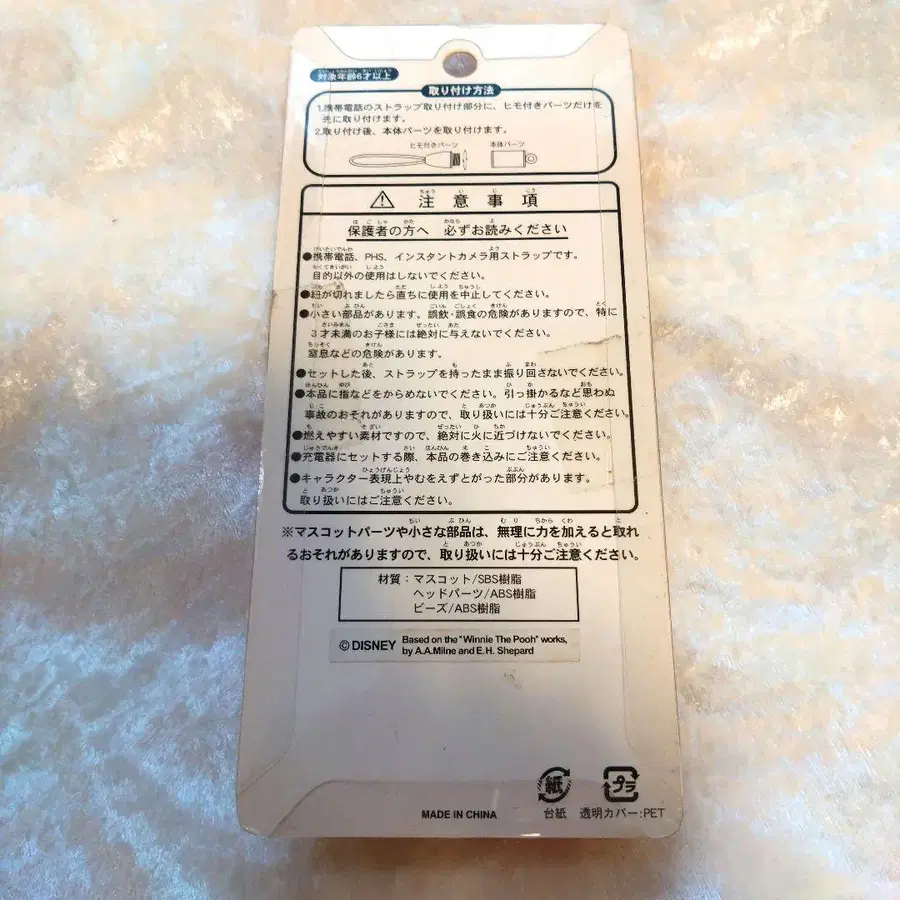 対象年齢6才以上
取り付け方法
1.携帯電話のストラップ取り付け部分に、ヒモ付きパーツだけを
先に取り付けます。
2.取り付け後、本体パーツを取り付けます。
ヒモ付きパーツ 本体パーツ
注意事項
保護者の方へ 必ずお読みください
●携帯電話、PHS、インスタントカメラ用ストラップです。
目的以外の使用はしないでください。
●紐が切れましたら直ちに使用を中止してください。
●小さい部品があります。誤飲・誤食の危険がありますので、特に
3才未満のお子様には絶対に与えないでください。
窒息などの危険があります。
●セットした後、ストラップを持ったまま振り回さないでください。
●本品に指などをからめないでください。引っ掛かるなど思わぬ
事故のおそれがありますので、取り扱いには十分ご注意ください。
●燃えやすい素材ですので、絶対に火に近づけないでください。
●充電器にセットする際、本品の巻き込みにご注意ください。
●キャラクター表現上やむをえずとがった部分があります。
取り扱いにはご注意ください。
※マスコットパーツや小さな部品は、無理に力を加えると取れ
るおそれがありますので、取り扱いには十分ご注意ください。
材質：マスコット/SBS樹脂
ヘッドパーツ/ABS樹脂
ビーズ/ABS樹脂
©DISNEY Based on the "Winnie The Pooh" works,
by A.A.Milne and E.H. Shepard
紙 プラ
MADE IN CHINA 台紙 透明カバー:PET